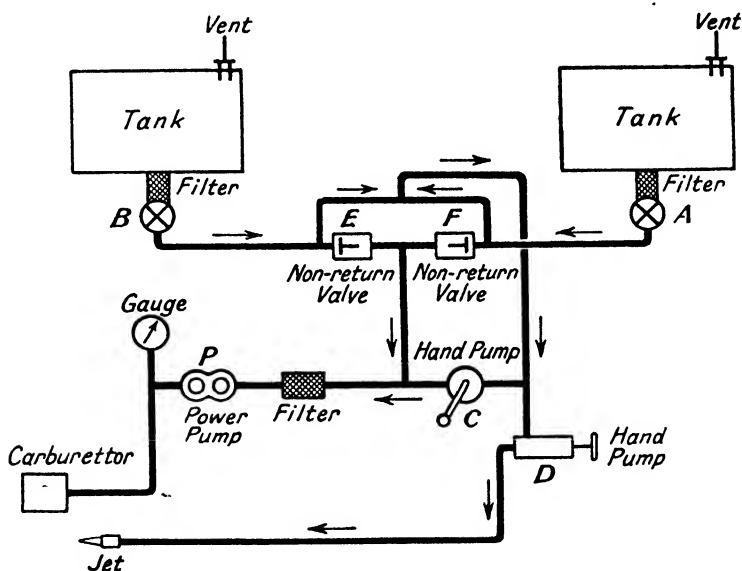 Vent
Vent
Tank
Tank
Filter
Filter
B
A
E
F
Non-return
Valve
Non-return
Valve
Gauge
P
Hand Pump
Power
Pump
Filter
C
Carburettor
Hand
Pump
D
Jet